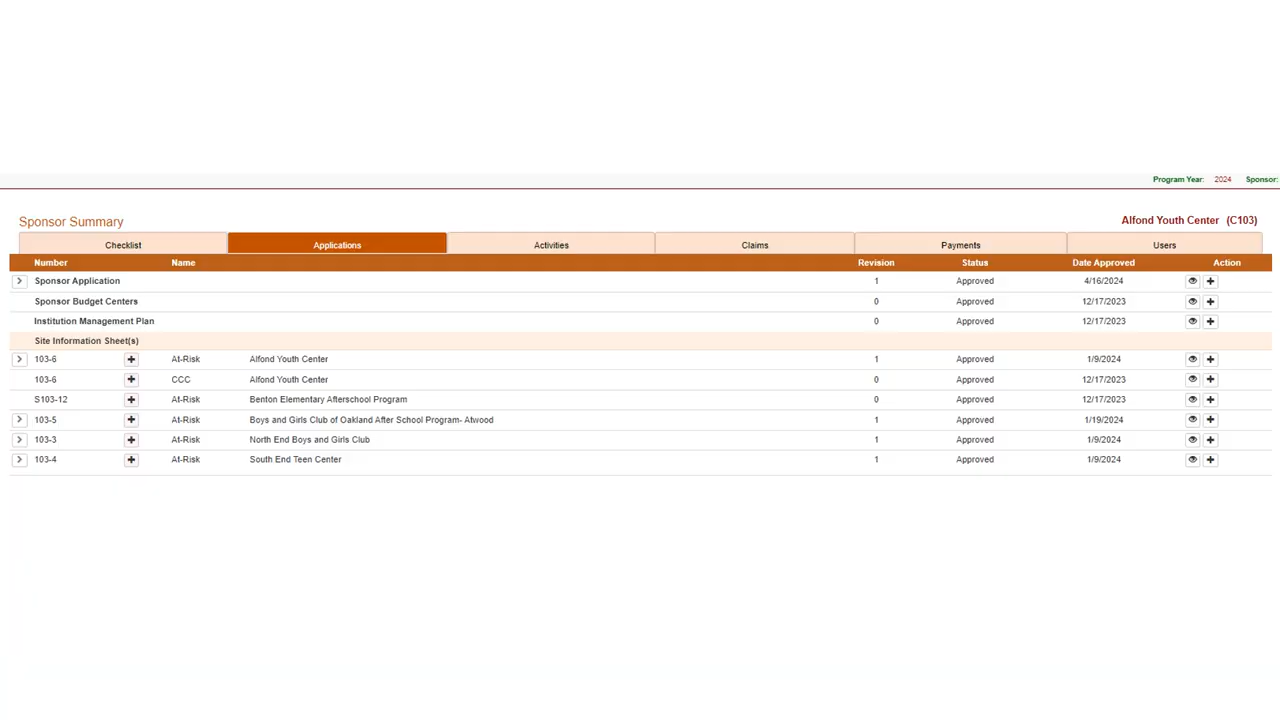 Program Year: 2024 Sponsor:
Sponsor Summary Alfond Youth Center (C103)
Checklist Applications Activities Claims Payments Users
Number Name Revision Status Date Approved Action
Sponsor Application 1 Approved 4/16/2024
Sponsor Budget Centers 0 Approved 12/17/2023
Institution Management Plan 0 Approved 12/17/2023
Site Information Sheet(s)
103-6 At-Risk Alfond Youth Center 1 Approved 1/9/2024
103-6 CCC Alfond Youth Center 0 Approved 12/17/2023
S103-12 At-Risk Benton Elementary Afterschool Program 0 Approved 12/17/2023
103-5 At-Risk Boys and Girls Club of Oakland After School Program- Atwood 1 Approved 1/19/2024
103-3 At-Risk North End Boys and Girls Club 1 Approved 1/9/2024
103-4 At-Risk South End Teen Center 1 Approved 1/9/2024